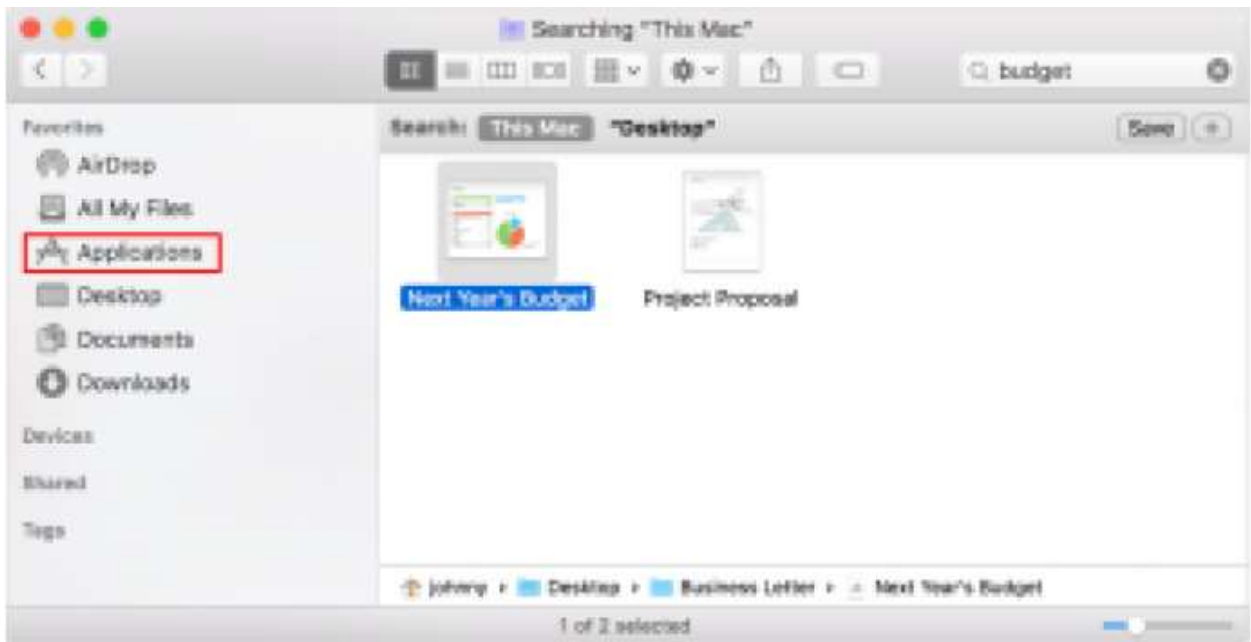 Searching "This Mac"
budget
Favorites
Search: This Mac "Desktop" Save +
AirDrop
All My Files
Applications
Desktop
Documents
Downloads
Devices
Shared
Tags
Next Year's Budget
Project Proposal
johnny Desktop Business Letter Next Year's Budget
1 of 2 selected